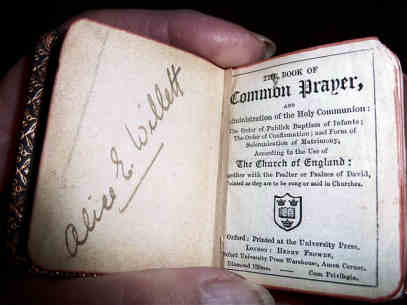 Alice E. Willett
THE BOOK OF
Common Prayer,
AND
Administration of the Holy Communion:
The Order of Publick Baptism of Infants;
The Order of Confirmation; and Form of
Solemnization of Matrimony,
According to the Use of
The Church of England:
Together with the Psalter or Psalms of David,
Pointed as they are to be sung or said in Churches.
Oxford: Printed at the University Press.
London: Henry Frowde,
Oxford University Press Warehouse, Amen Corner.
Diamond 128mo. Cum Privilegio.